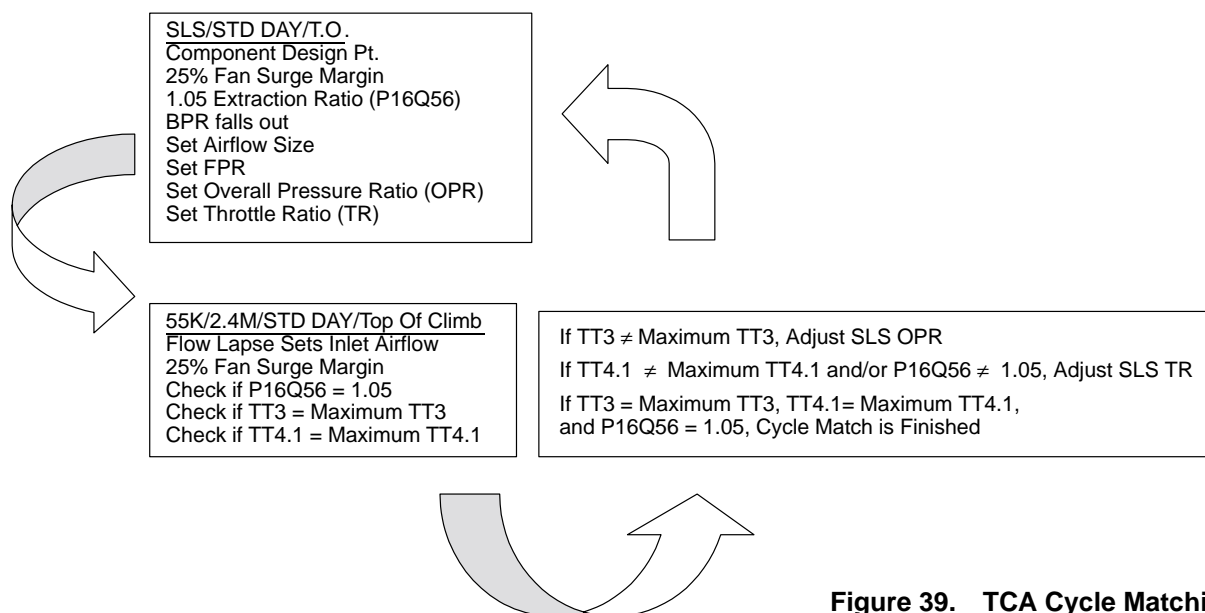 SLS/STD DAY/T.O.
Component Design Pt.
25% Fan Surge Margin
1.05 Extraction Ratio (P16Q56)
BPR falls out
Set Airflow Size
Set FPR
Set Overall Pressure Ratio (OPR)
Set Throttle Ratio (TR)
55K/2.4M/STD DAY/Top Of Climb
Flow Lapse Sets Inlet Airflow
25% Fan Surge Margin
Check if P16Q56 = 1.05
Check if TT3 = Maximum TT3
Check if TT4.1 = Maximum TT4.1
If TT3 ≠ Maximum TT3, Adjust SLS OPR
If TT4.1 ≠ Maximum TT4.1 and/or P16Q56 ≠ 1.05, Adjust SLS TR
If TT3 = Maximum TT3, TT4.1= Maximum TT4.1,
and P16Q56 = 1.05, Cycle Match is Finished
Figure 39. TCA Cycle Matchi